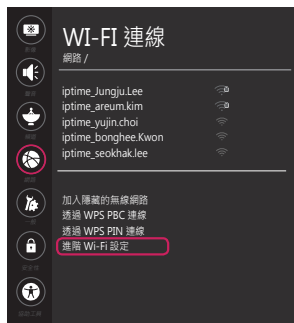 WI-FI 連線
網路 /
iptime_Jungju.Lee
iptime_areum.kim
iptime_yujin.choi
iptime_bonghee.Kwon
iptime_seokhak.lee
加入隱藏的無線網路
透過 WPS PBC 連線
透過 WPS PIN 連線
進階 Wi-Fi 設定